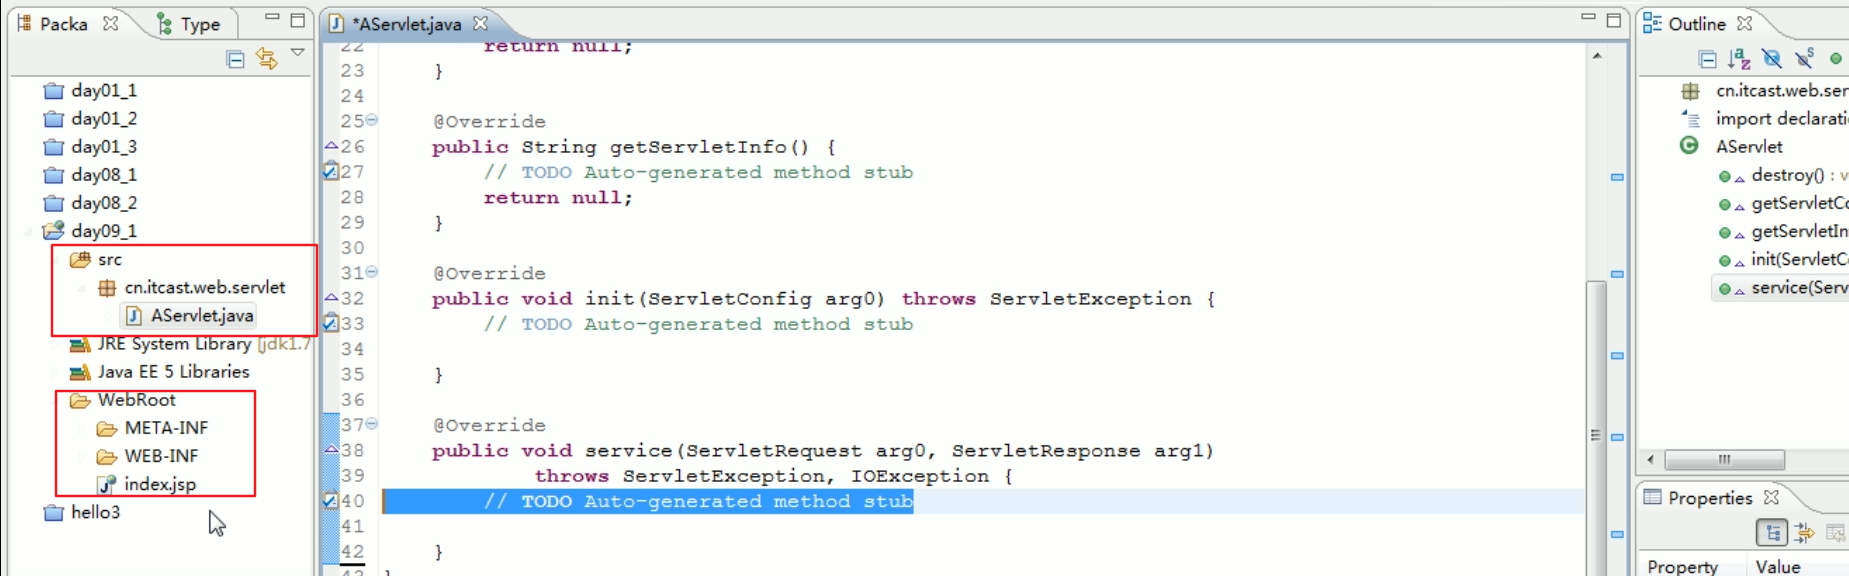 Packa
Type
day01_1
day01_2
day01_3
day08_1
day08_2
day09_1
src
cn.itcast.web.servlet
AServlet.java
JRE System Library [jdk1.7
Java EE 5 Libraries
WebRoot
META-INF
WEB-INF
index.jsp
hello3
*AServlet.java
22 return null;
23 }
24
25 @Override
26 public String getServletInfo() {
27 // TODO Auto-generated method stub
28 return null;
29 }
30
31 @Override
32 public void init(ServletConfig arg0) throws ServletException {
33 // TODO Auto-generated method stub
34
35 }
36
37 @Override
38 public void service(ServletRequest arg0, ServletResponse arg1)
39 throws ServletException, IOException {
40 // TODO Auto-generated method stub
41
42 }
Outline
cn.itcast.web.ser
import declarati
AServlet
destroy() : v
getServletCo
getServletIn
init(ServletC
service(Serv
Properties
Property Value